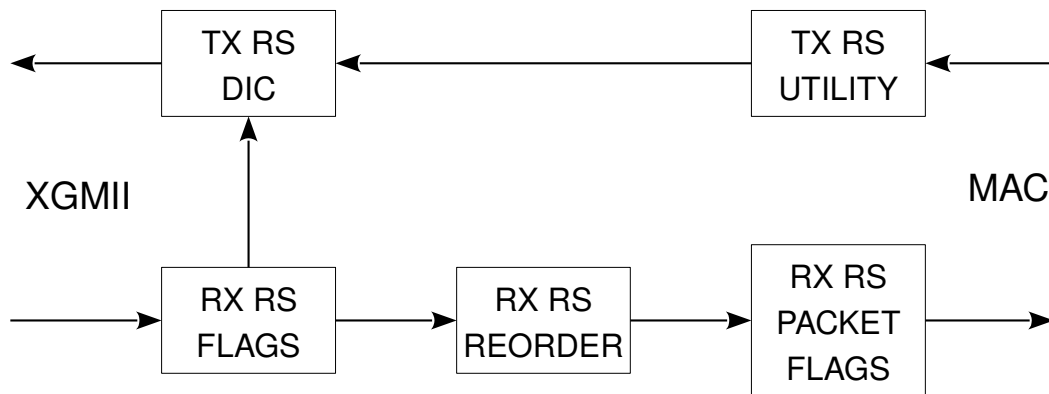 TX RS
DIC
TX RS
UTILITY
XGMII
MAC
RX RS
FLAGS
RX RS
REORDER
RX RS
PACKET
FLAGS